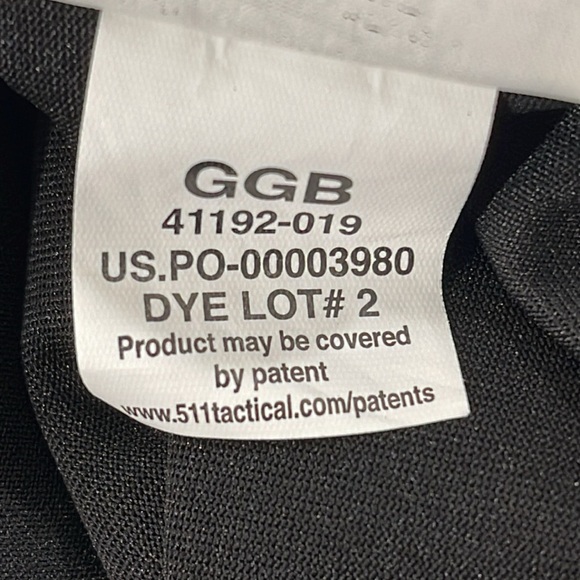 GGB
41192-019
US.PO-00003980
DYE LOT# 2
Product may be covered
by patent
www.511tactical.com/patents